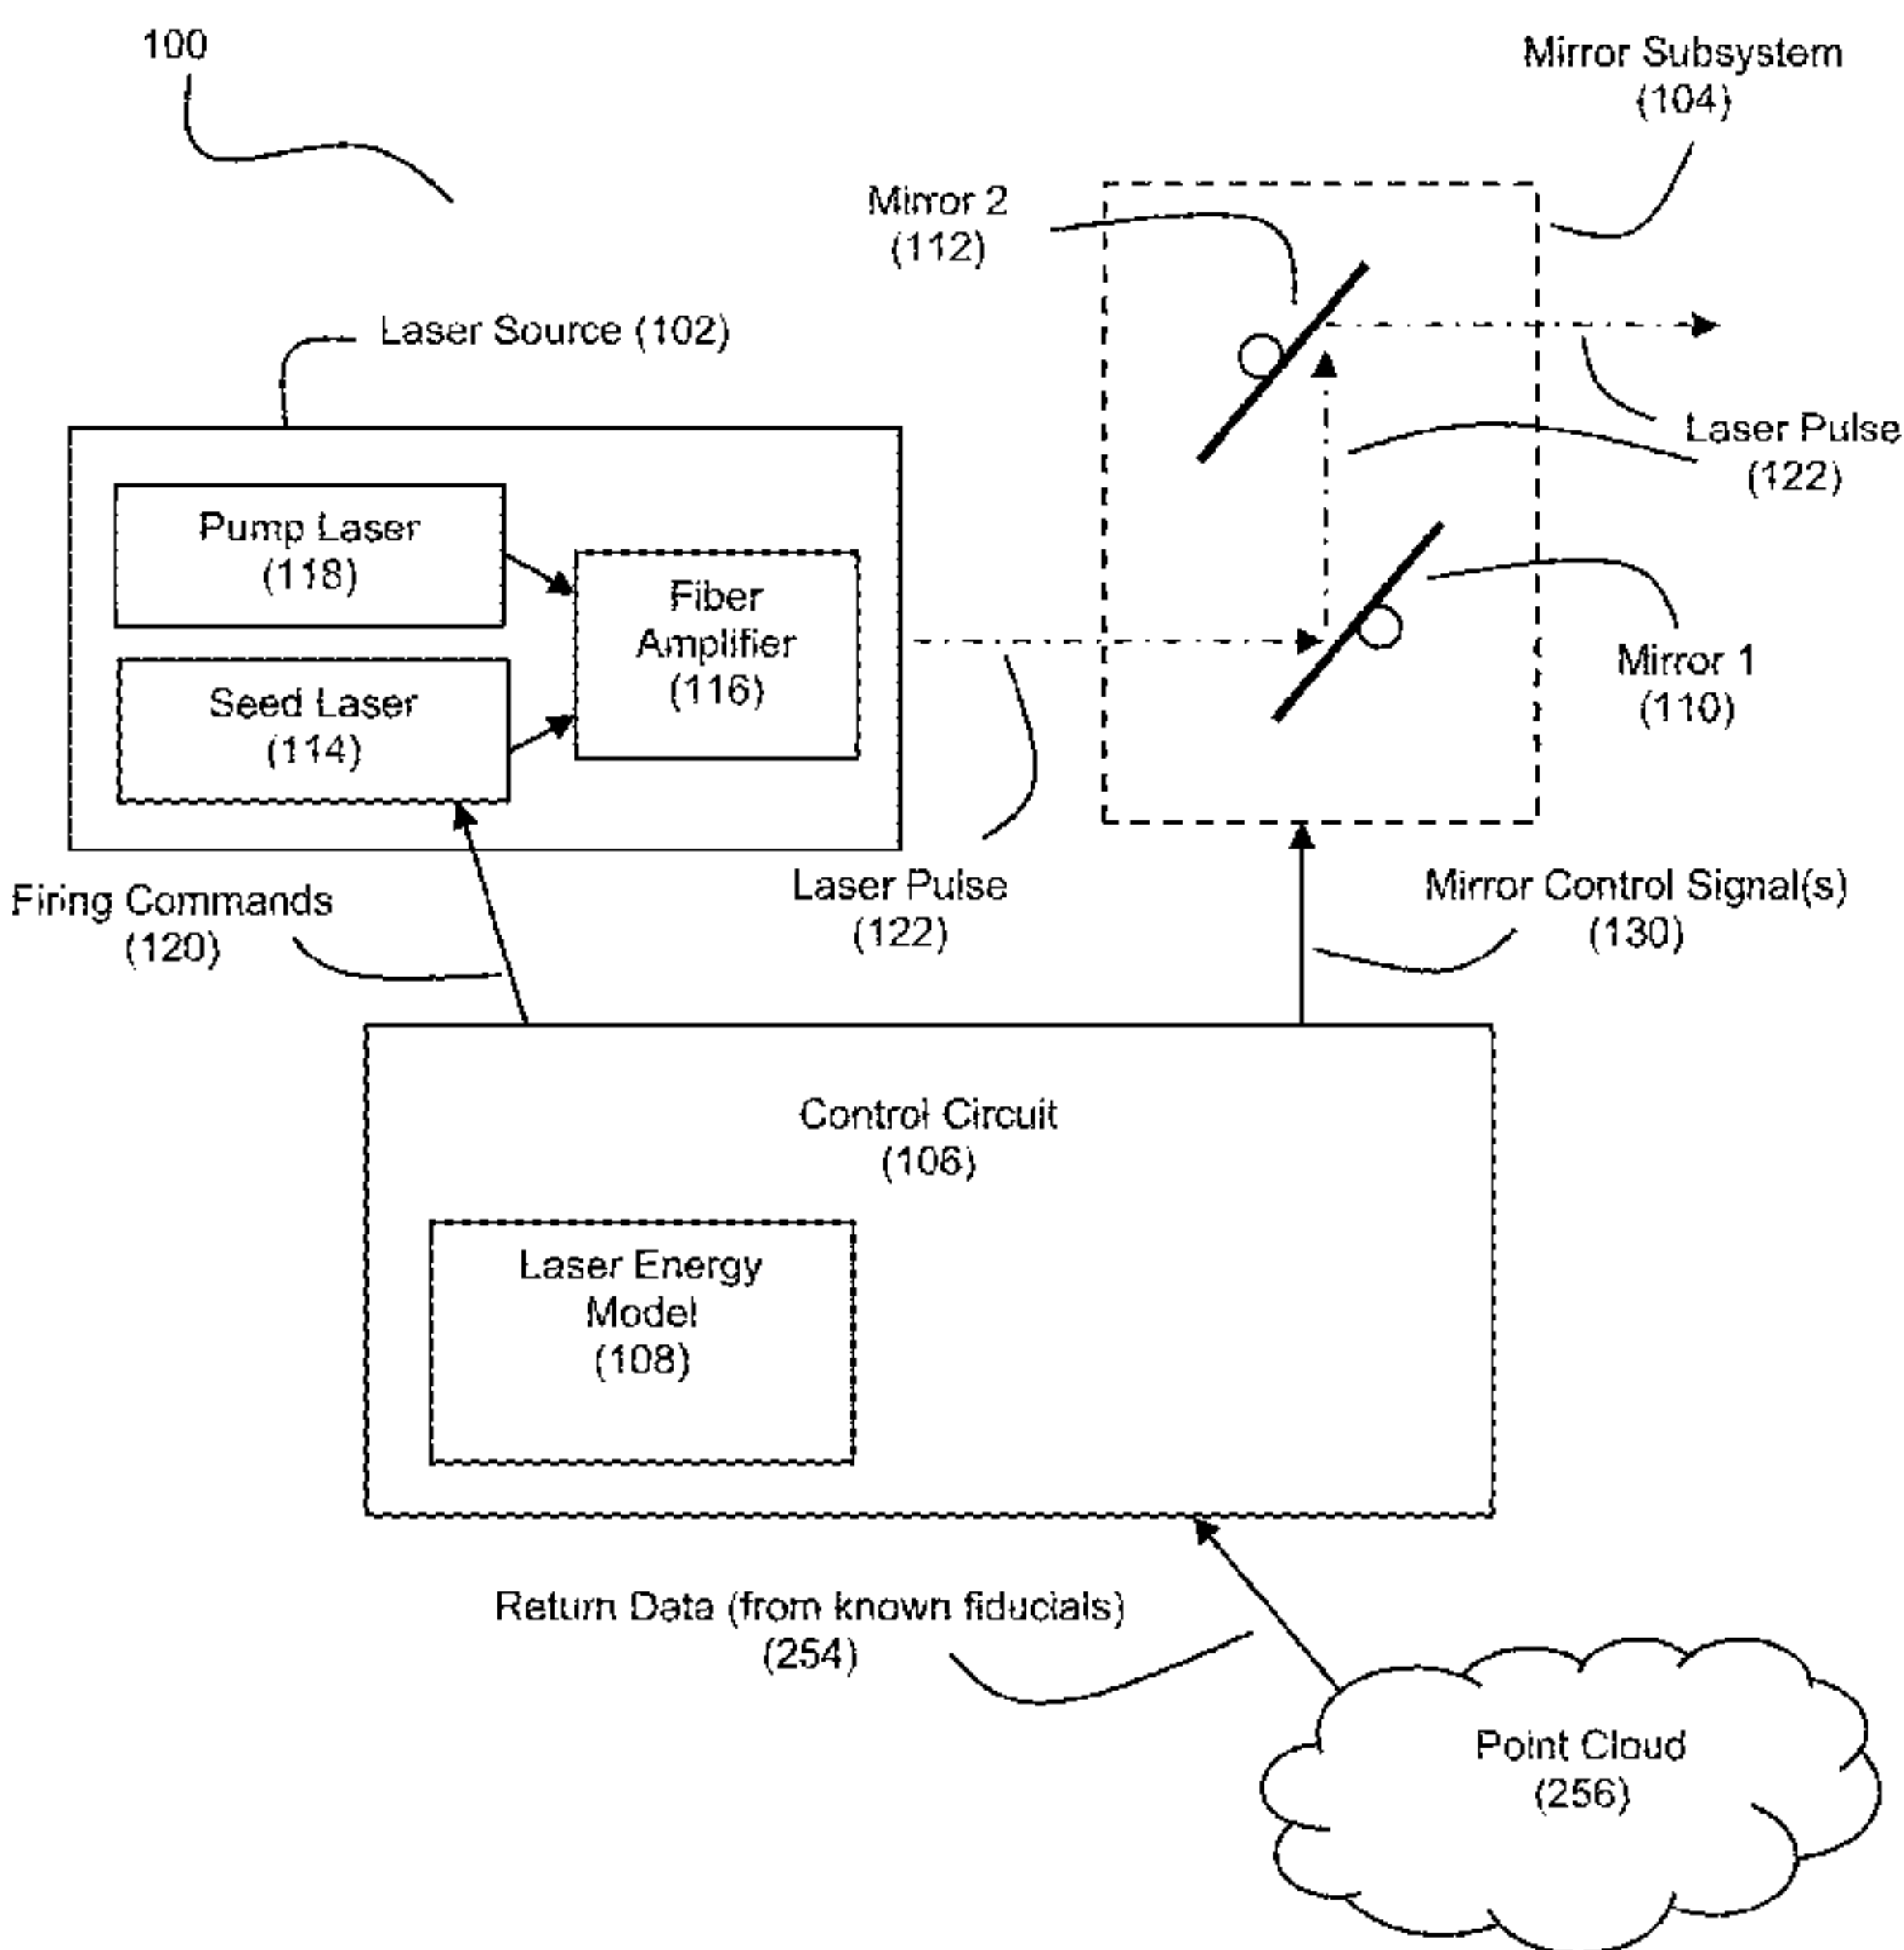 100
Mirror Subsystem
(104)
Mirror 2
(112)
Laser Source (102)
Laser Pulse
(122)
Pump Laser
(118)
Fiber
Amplifier
(116)
Seed Laser
(114)
Mirror 1
(110)
Firing Commands
(120)
Laser Pulse
(122)
Mirror Control Signal(s)
(130)
Control Circuit
(106)
Laser Energy
Model
(108)
Return Data (from known fiducials)
(254)
Point Cloud
(256)